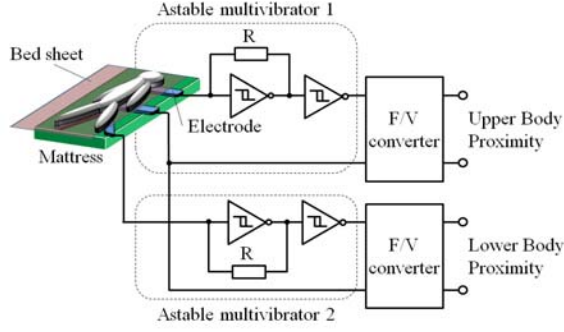 Astable multivibrator 1
Bed sheet
R
Electrode
Mattress
F/V
converter
Upper Body
Proximity
R
F/V
converter
Lower Body
Proximity
Astable multivibrator 2